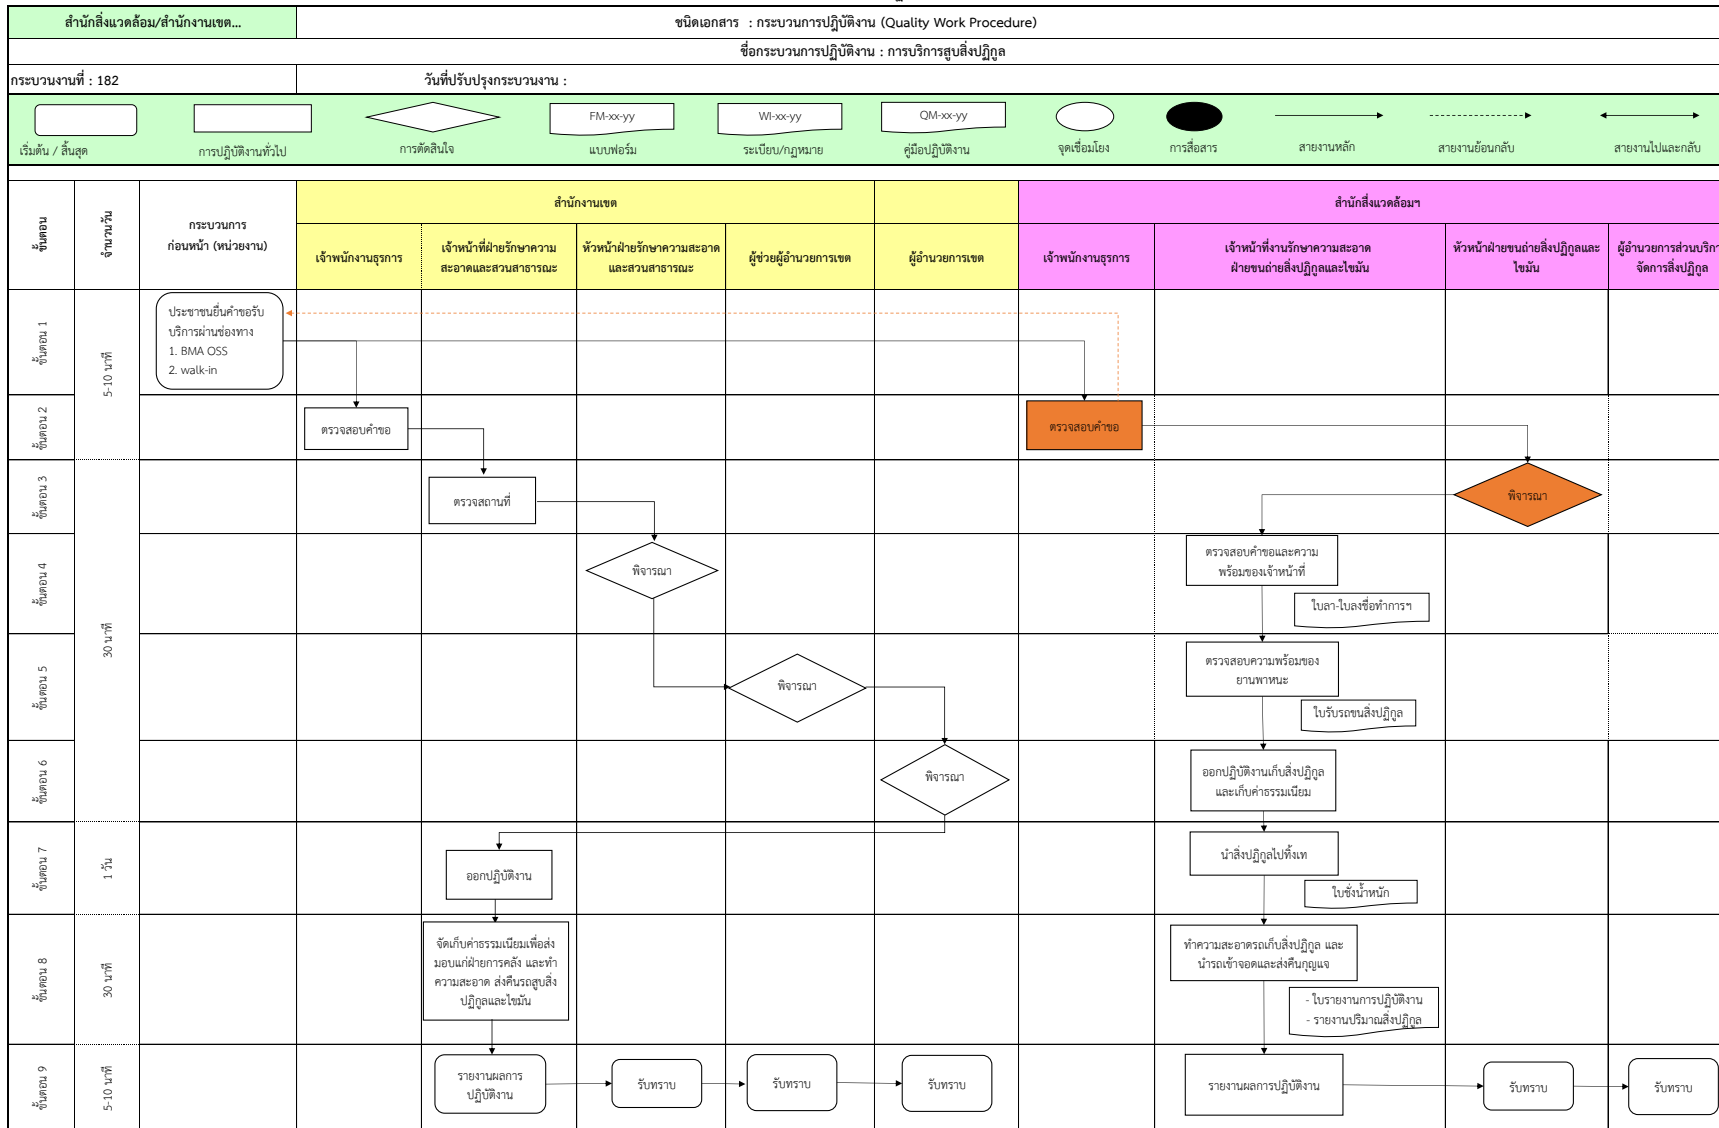 สำนักสิ่งแวดล้อม/สำนักงานเขต...
ชนิดเอกสาร : กระบวนการปฏิบัติงาน (Quality Work Procedure)
ชื่อกระบวนการปฏิบัติงาน : การบริการสูบสิ่งปฏิกูล
กระบวนงานที่ : 182
วันที่ปรับปรุงกระบวนงาน :
FM-xx-yy
WI-xx-yy
QM-xx-yy
เริ่มต้น / สิ้นสุด
การปฏิบัติงานทั่วไป
การตัดสินใจ
แบบฟอร์ม
ระเบียบ/กฎหมาย
คู่มือปฏิบัติงาน
จุดเชื่อมโยง
การสื่อสาร
สายงานหลัก
สายงานย้อนกลับ
สายงานไปและกลับ
ขั้นตอน
จำนวนวัน
กระบวนการ
ก่อนหน้า (หน่วยงาน)
สำนักงานเขต
สำนักสิ่งแวดล้อมฯ
เจ้าพนักงานธุรการ
เจ้าหน้าที่ฝ่ายรักษาความ
สะอาดและสวนสาธารณะ
หัวหน้าฝ่ายรักษาความสะอาด
และสวนสาธารณะ
ผู้ช่วยผู้อำนวยการเขต
ผู้อำนวยการเขต
เจ้าพนักงานธุรการ
เจ้าหน้าที่งานรักษาความสะอาด
ฝ่ายขนถ่ายสิ่งปฏิกูลและไขมัน
หัวหน้าฝ่ายขนถ่ายสิ่งปฏิกูลและ
ไขมัน
ผู้อำนวยการส่วนบริกา
จัดการสิ่งปฏิกูล
ขั้นตอน 1
5-10 นาที
ประชาชนยื่นคำขอรับ
บริการผ่านช่องทาง
1. BMA OSS
2. walk-in
ขั้นตอน 2
ตรวจสอบคำขอ
ตรวจสอบคำขอ
ขั้นตอน 3
30 นาที
ตรวจสถานที่
พิจารณา
ขั้นตอน 4
พิจารณา
ตรวจสอบคำขอและความ
พร้อมของเจ้าหน้าที่
ใบลา-ใบลงชื่อทำการฯ
ขั้นตอน 5
พิจารณา
ตรวจสอบความพร้อมของ
ยานพาหนะ
ใบรับรถขนสิ่งปฏิกูล
ขั้นตอน 6
พิจารณา
ออกปฏิบัติงานเก็บสิ่งปฏิกูล
และเก็บค่าธรรมเนียม
ขั้นตอน 7
1 วัน
ออกปฏิบัติงาน
นำสิ่งปฏิกูลไปทิ้งเท
ใบชั่งน้ำหนัก
ขั้นตอน 8
30 นาที
จัดเก็บค่าธรรมเนียมเพื่อส่ง
มอบแก่ฝ่ายการคลัง และทำ
ความสะอาด ส่งคืนรถสูบสิ่ง
ปฏิกูลและไขมัน
ทำความสะอาดรถเก็บสิ่งปฏิกูล และ
นำรถเข้าจอดและส่งคืนกุญแจ
- ใบรายงานการปฏิบัติงาน
- รายงานปริมาณสิ่งปฏิกูล
ขั้นตอน 9
5-10 นาที
รายงานผลการ
ปฏิบัติงาน
รับทราบ
รับทราบ
รับทราบ
รายงานผลการปฏิบัติงาน
รับทราบ
รับทราบ